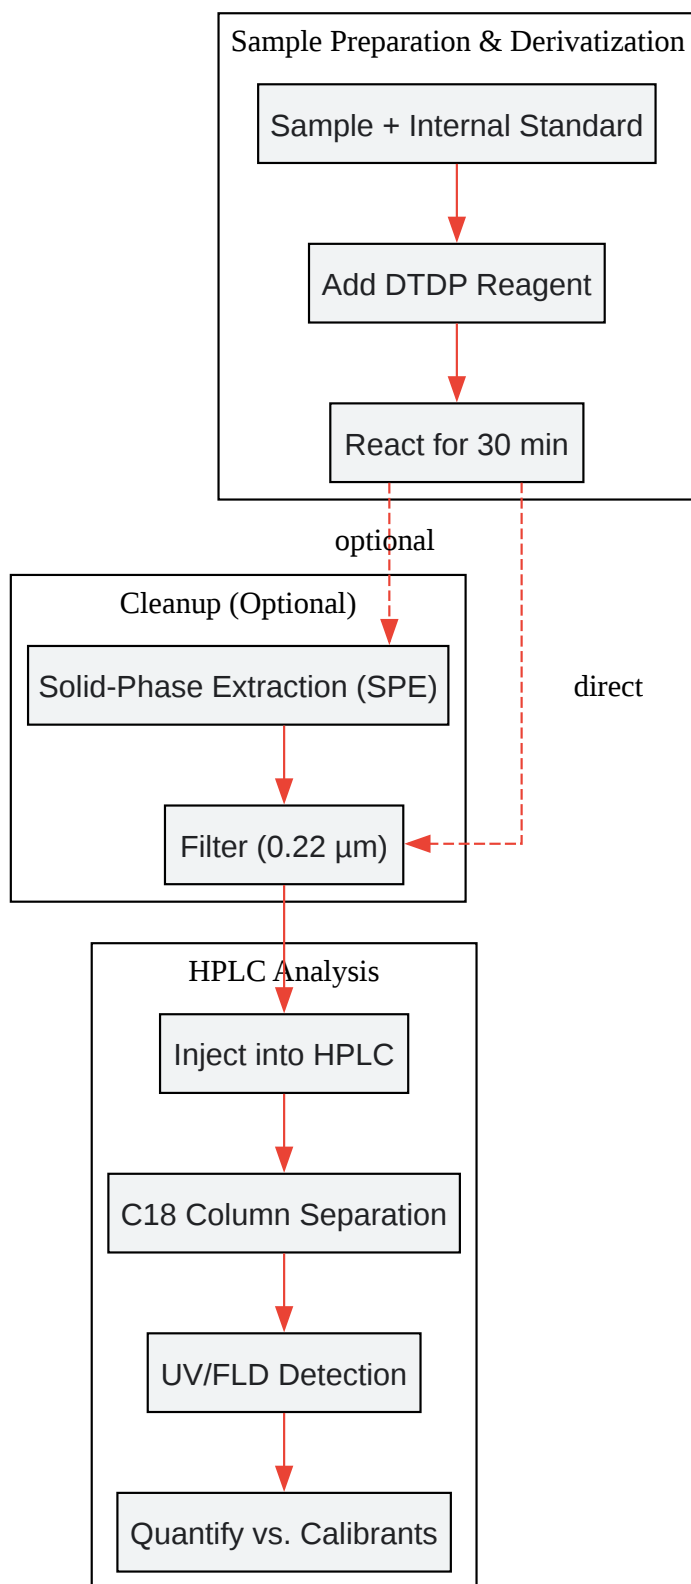 Sample Preparation & Derivatization
Sample + Internal Standard
Add DTDP Reagent
React for 30 min
optional
Cleanup (Optional)
Solid-Phase Extraction (SPE)
direct
Filter (0.22 µm)
HPLC Analysis
Inject into HPLC
C18 Column Separation
UV/FLD Detection
Quantify vs. Calibrants